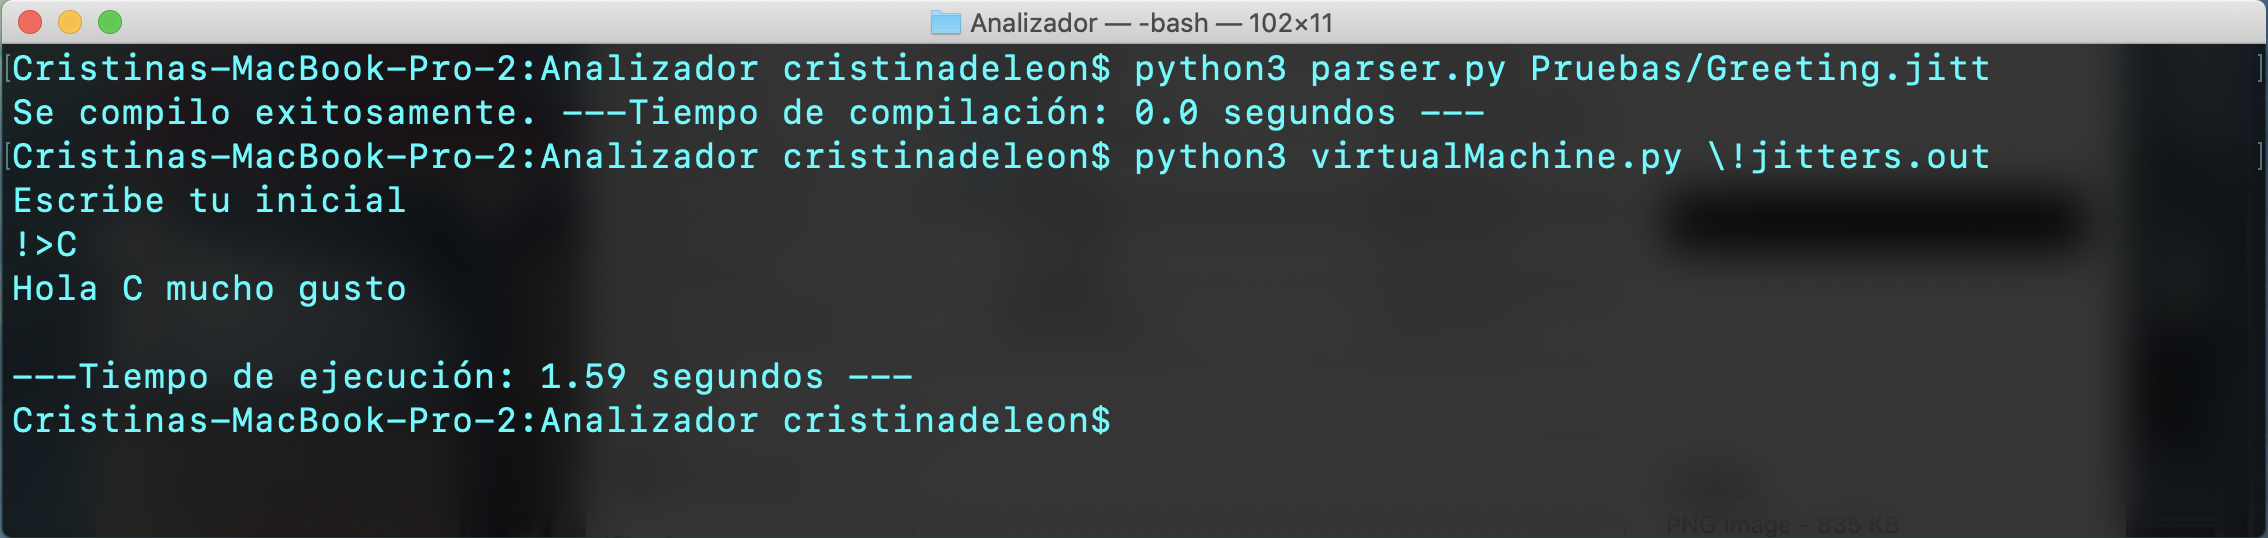 Analizador — -bash — 102×11
Cristinas-MacBook-Pro-2:Analizador cristinadeleon$ python3 parser.py Pruebas/Greeting.jitt
Se compilo exitosamente. ---Tiempo de compilación: 0.0 segundos ---
Cristinas-MacBook-Pro-2:Analizador cristinadeleon$ python3 virtualMachine.py \!jitters.out
Escribe tu inicial
!>C
Hola C mucho gusto
---Tiempo de ejecución: 1.59 segundos ---
Cristinas-MacBook-Pro-2:Analizador cristinadeleon$
PNG image - 835 KB